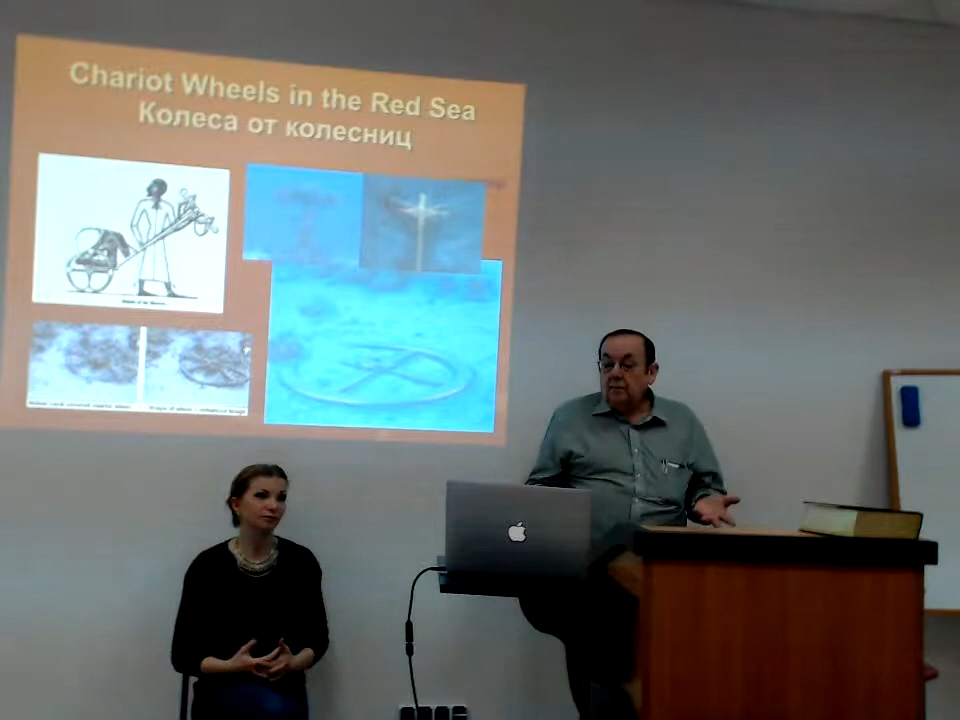 Chariot Wheels in the Red Sea
Колеса от колесниц